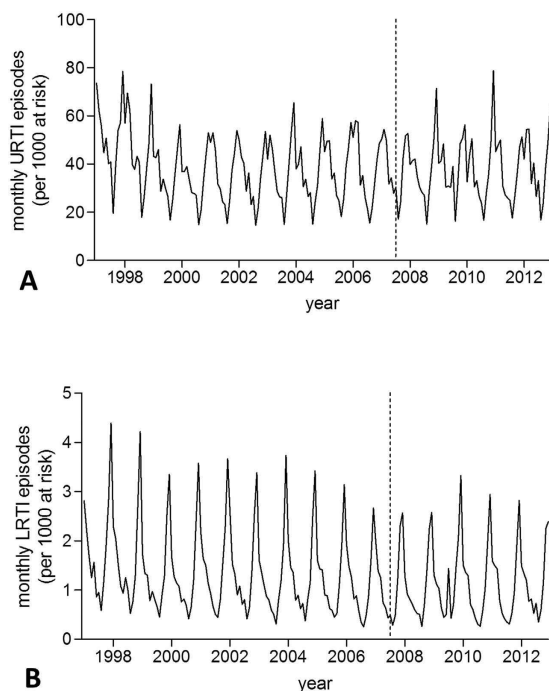 monthly URTI episodes
(per 1000 at risk)
100
80
60
40
20
0
1998 2000 2002 2004 2006 2008 2010 2012
year
A
monthly LRTI episodes
(per 1000 at risk)
5
4
3
2
1
0
1998 2000 2002 2004 2006 2008 2010 2012
year
B